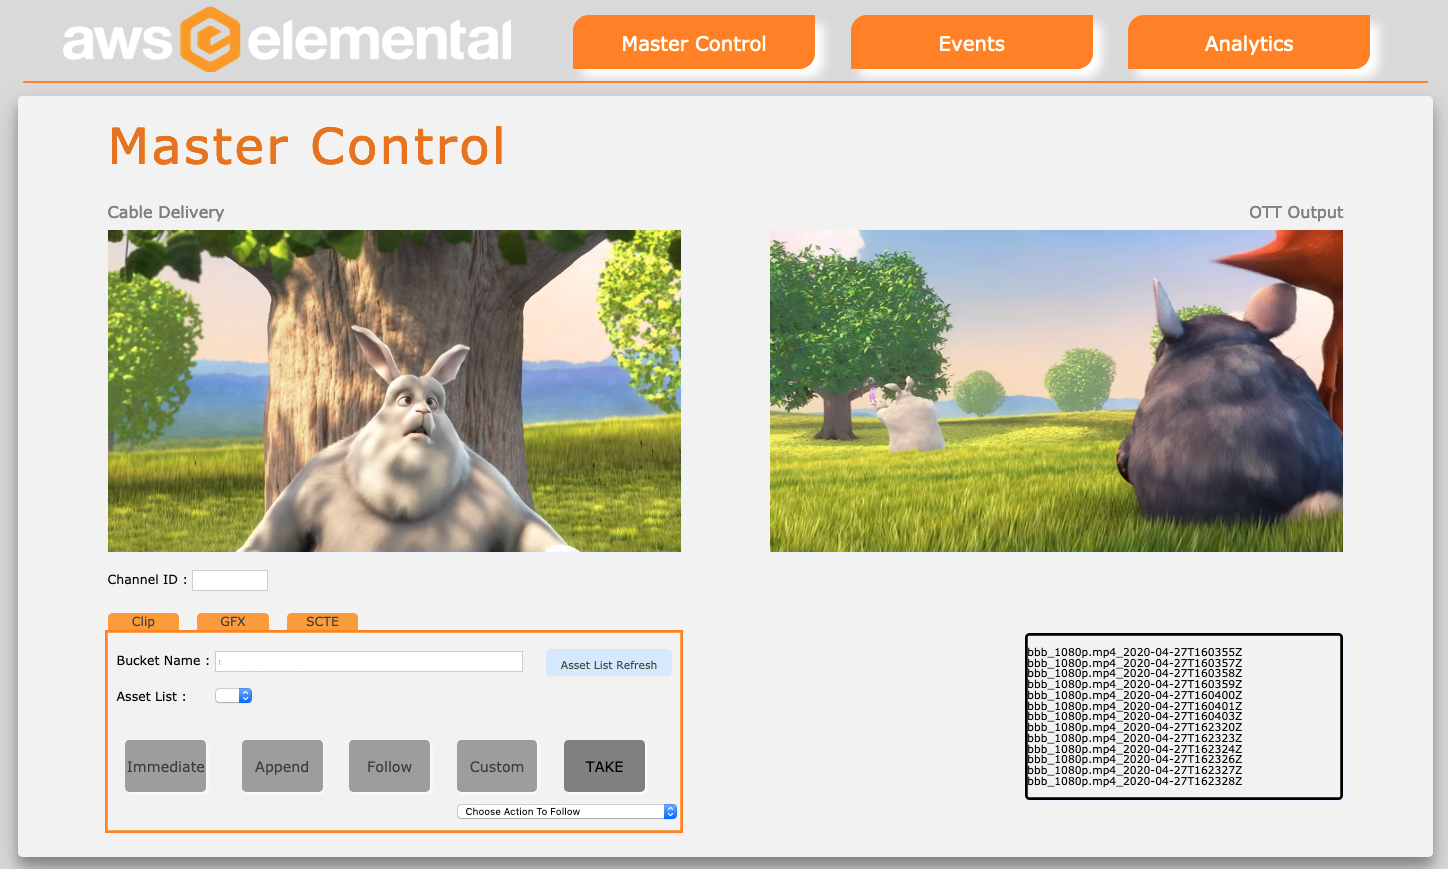 aws elemental
Master Control
Events
Analytics
Master Control
Cable Delivery
OTT Output
Channel ID :
Clip
GFX
SCTE
Bucket Name :
Asset List Refresh
Asset List :
Immediate
Append
Follow
Custom
TAKE
Choose Action To Follow
bbb_1080p.mp4_2020-04-27T160355Z
bbb_1080p.mp4_2020-04-27T160357Z
bbb_1080p.mp4_2020-04-27T160358Z
bbb_1080p.mp4_2020-04-27T160359Z
bbb_1080p.mp4_2020-04-27T160400Z
bbb_1080p.mp4_2020-04-27T160401Z
bbb_1080p.mp4_2020-04-27T160403Z
bbb_1080p.mp4_2020-04-27T162320Z
bbb_1080p.mp4_2020-04-27T162323Z
bbb_1080p.mp4_2020-04-27T162324Z
bbb_1080p.mp4_2020-04-27T162326Z
bbb_1080p.mp4_2020-04-27T162327Z
bbb_1080p.mp4_2020-04-27T162328Z